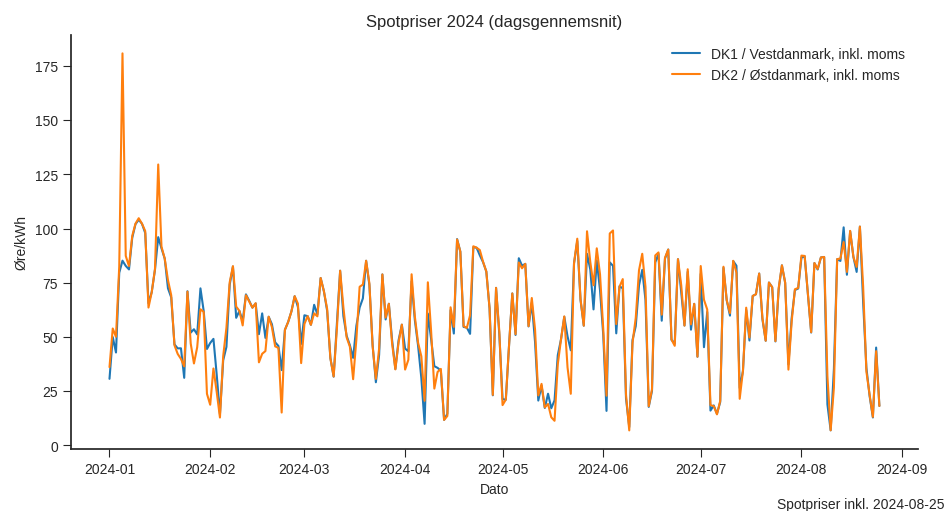 Spotpriser 2024 (dagsgennemsnit)
DK1 / Vestdanmark, inkl. moms
DK2 / Østdanmark, inkl. moms
Øre/kWh
175
150
125
100
75
50
25
0
2024-01 2024-02 2024-03 2024-04 2024-05 2024-06 2024-07 2024-08 2024-09
Dato
Spotpriser inkl. 2024-08-25